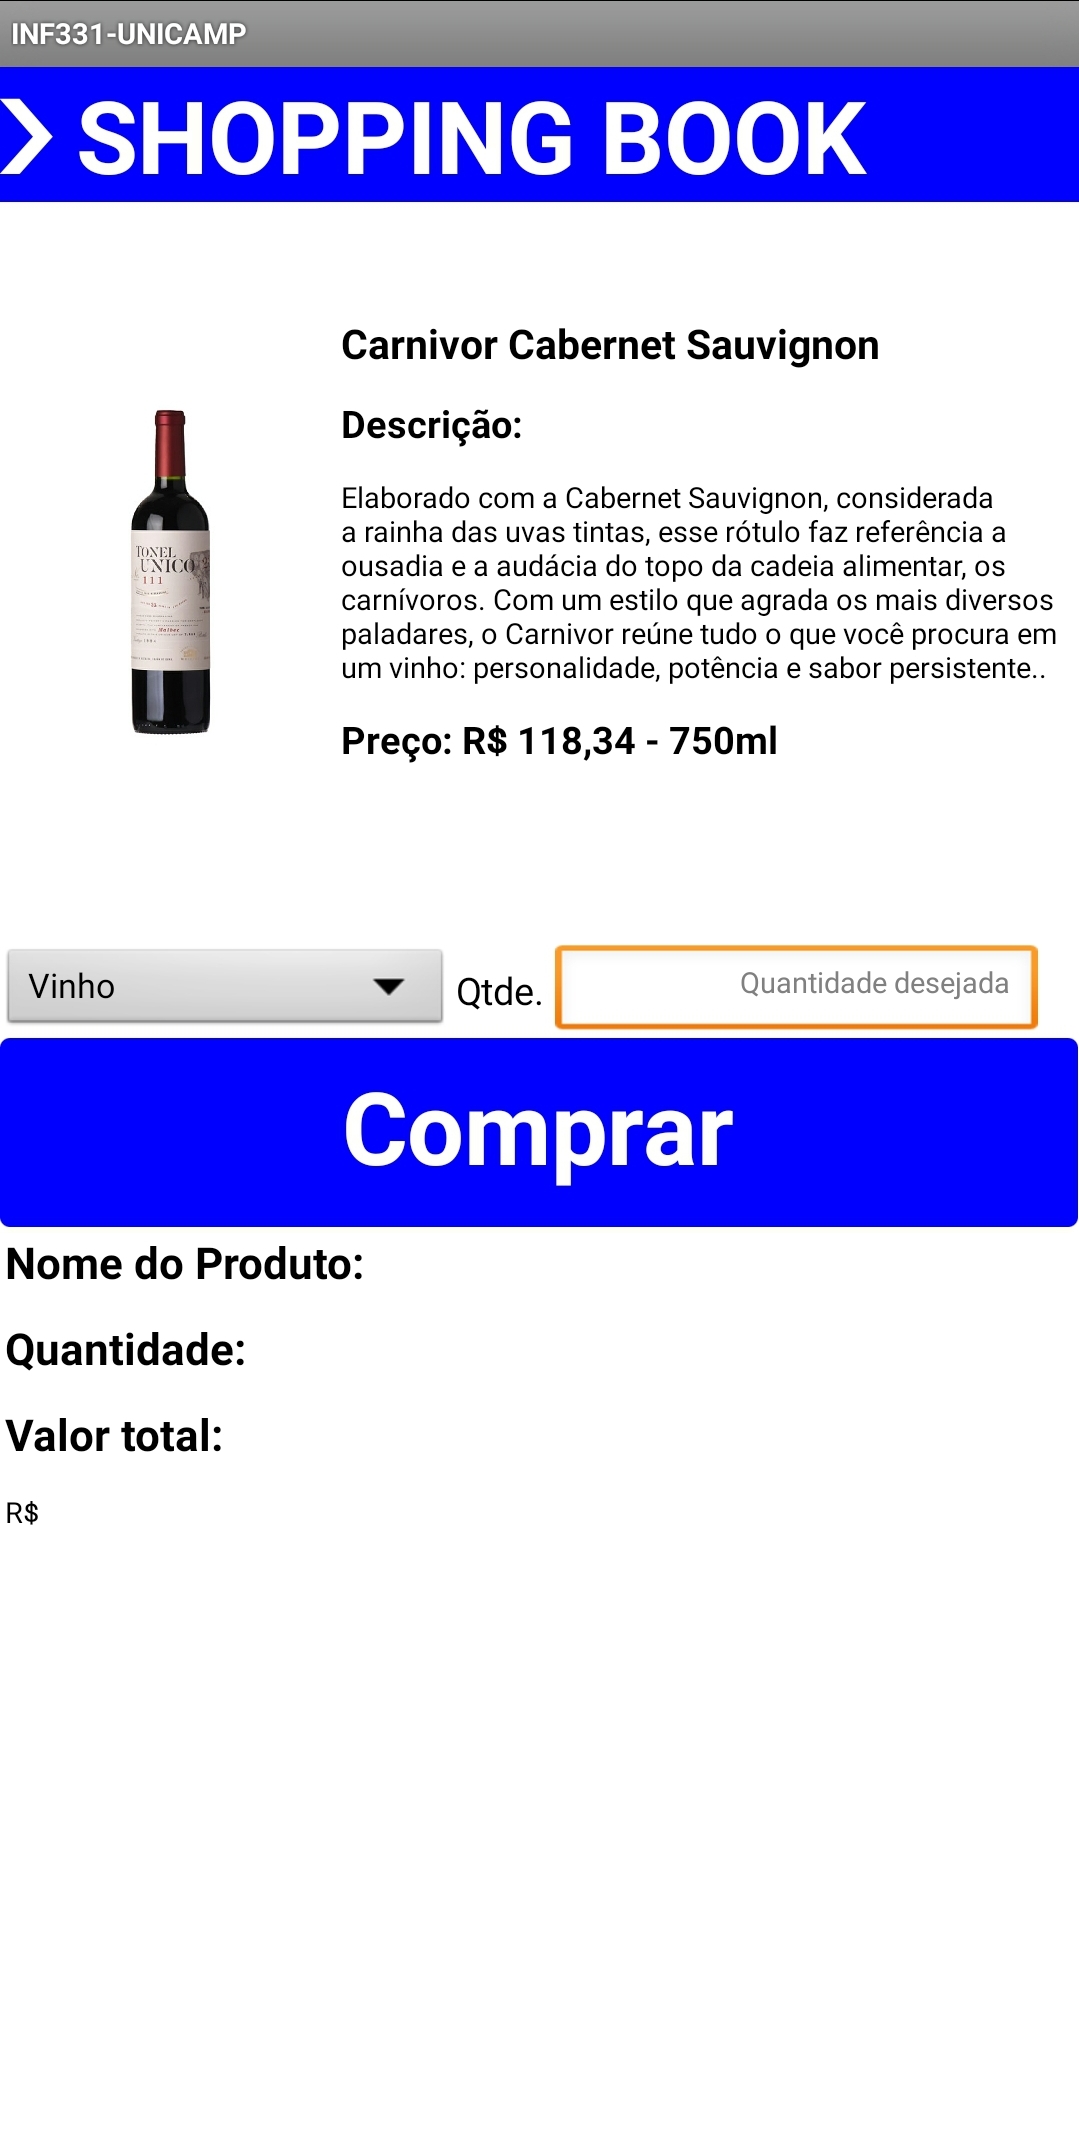 INF331-UNICAMP
SHOPPING BOOK
Carnivor Cabernet Sauvignon
Descrição:
Elaborado com a Cabernet Sauvignon, considerada
a rainha das uvas tintas, esse rótulo faz referência a
ousadia e a audácia do topo da cadeia alimentar, os
carnívoros. Com um estilo que agrada os mais diversos
paladares, o Carnivor reúne tudo o que você procura em
um vinho: personalidade, potência e sabor persistente..
Preço: R$ 118,34 - 750ml
TONEL
UNICO
111
Malbec
Vinho
Qtde.
Quantidade desejada
Comprar
Nome do Produto:
Quantidade:
Valor total:
R$